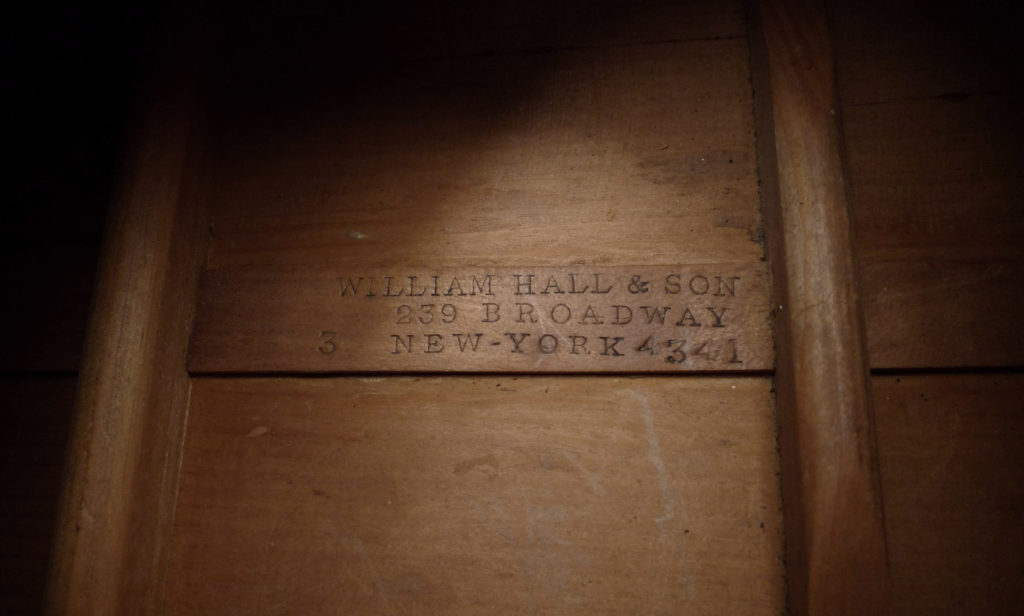 WILLIAM HALL & SON
239 BROADWAY
3 NEW-YORK 4341